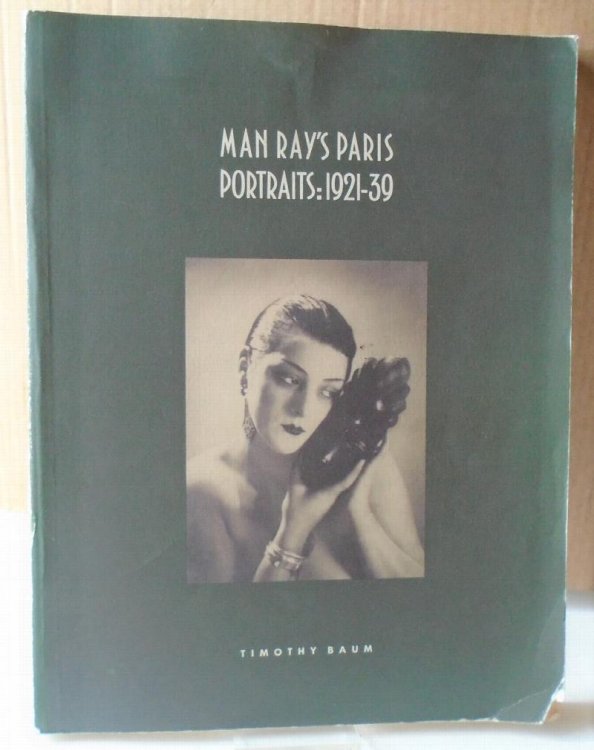 MAN RAY'S PARIS
PORTRAITS: 1921-39
TIMOTHY BAUM